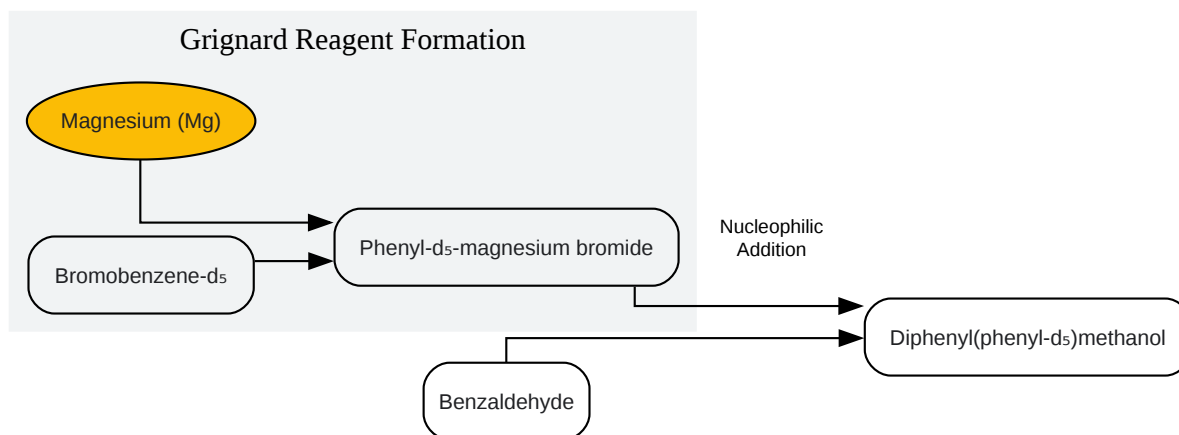 Grignard Reagent Formation
Magnesium (Mg)
Bromobenzene-d₅
Phenyl-d₅-magnesium bromide
Nucleophilic
Addition
Benzaldehyde
Diphenyl(phenyl-d₅)methanol